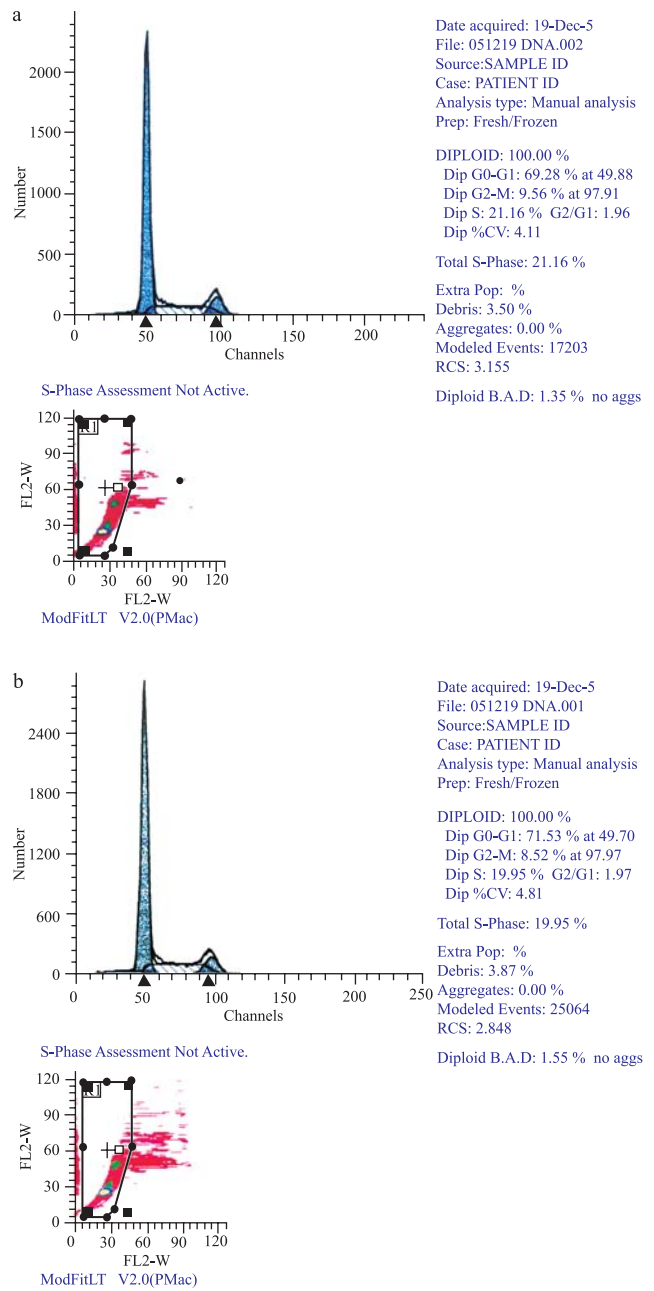 a
Date acquired: 19-Dec-5
File: 051219 DNA.002
Source:SAMPLE ID
Case: PATIENT ID
Analysis type: Manual analysis
Prep: Fresh/Frozen
DIPLOID: 100.00 %
Dip G0-G1: 69.28 % at 49.88
Dip G2-M: 9.56 % at 97.91
Dip S: 21.16 % G2/G1: 1.96
Dip %CV: 4.11
Total S-Phase: 21.16 %
Extra Pop: %
Debris: 3.50 %
Aggregates: 0.00 %
Modeled Events: 17203
RCS: 3.155
Diploid B.A.D: 1.35 % no aggs
Number
2000
1500
1000
500
0
0 50 100 150 200
Channels
S-Phase Assessment Not Active.
FL2-W
120
90
60
30
0
R1
0 30 60 90 120
FL2-W
ModFitLT V2.0(PMac)
b
Date acquired: 19-Dec-5
File: 051219 DNA.001
Source:SAMPLE ID
Case: PATIENT ID
Analysis type: Manual analysis
Prep: Fresh/Frozen
DIPLOID: 100.00 %
Dip G0-G1: 71.53 % at 49.70
Dip G2-M: 8.52 % at 97.97
Dip S: 19.95 % G2/G1: 1.97
Dip %CV: 4.81
Total S-Phase: 19.95 %
Extra Pop: %
Debris: 3.87 %
Aggregates: 0.00 %
Modeled Events: 25064
RCS: 2.848
Diploid B.A.D: 1.55 % no aggs
Number
2400
1800
1200
600
0
0 50 100 150 200 250
Channels
S-Phase Assessment Not Active.
FL2-W
120
90
60
30
0
R1
0 30 60 90 120
FL2-W
ModFitLT V2.0(PMac)